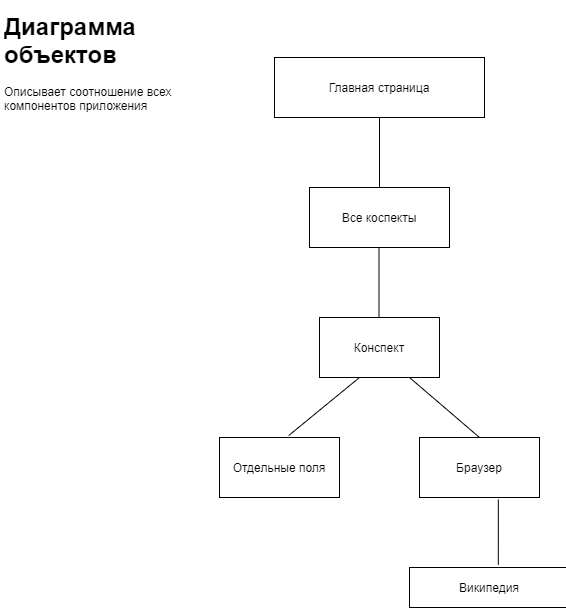 Диаграмма
объектов
Описывает соотношение всех
компонентов приложения
Главная страница
Все коспекты
Конспект
Отдельные поля
Браузер
Википедия